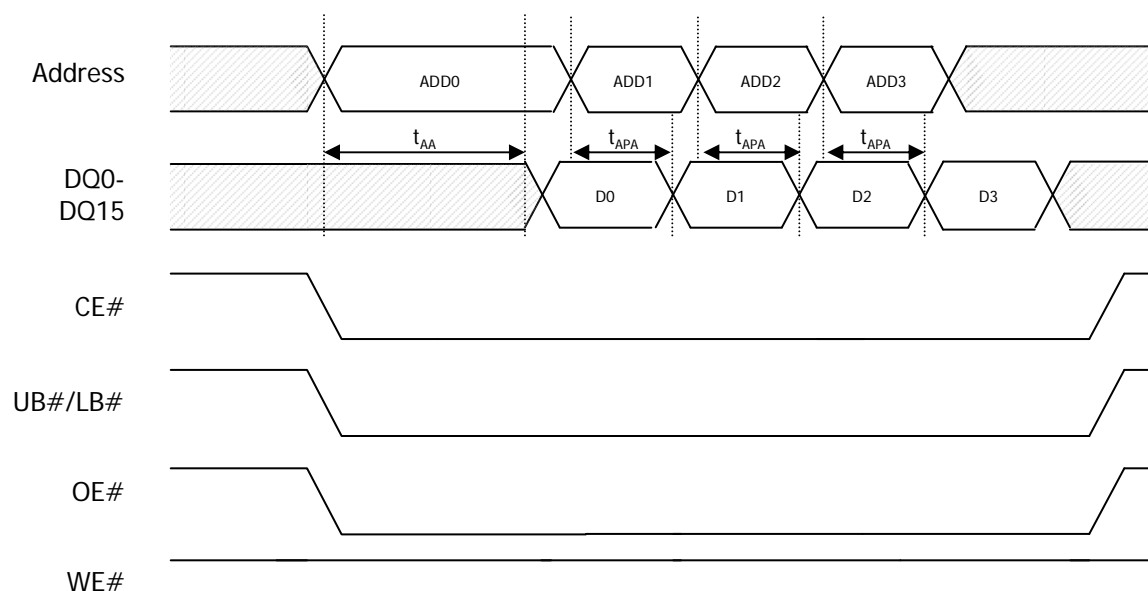 Address
ADD0
ADD1
ADD2
ADD3
tAA
tAPA
tAPA
tAPA
DQ0-
DQ15
D0
D1
D2
D3
CE#
UB#/LB#
OE#
WE#